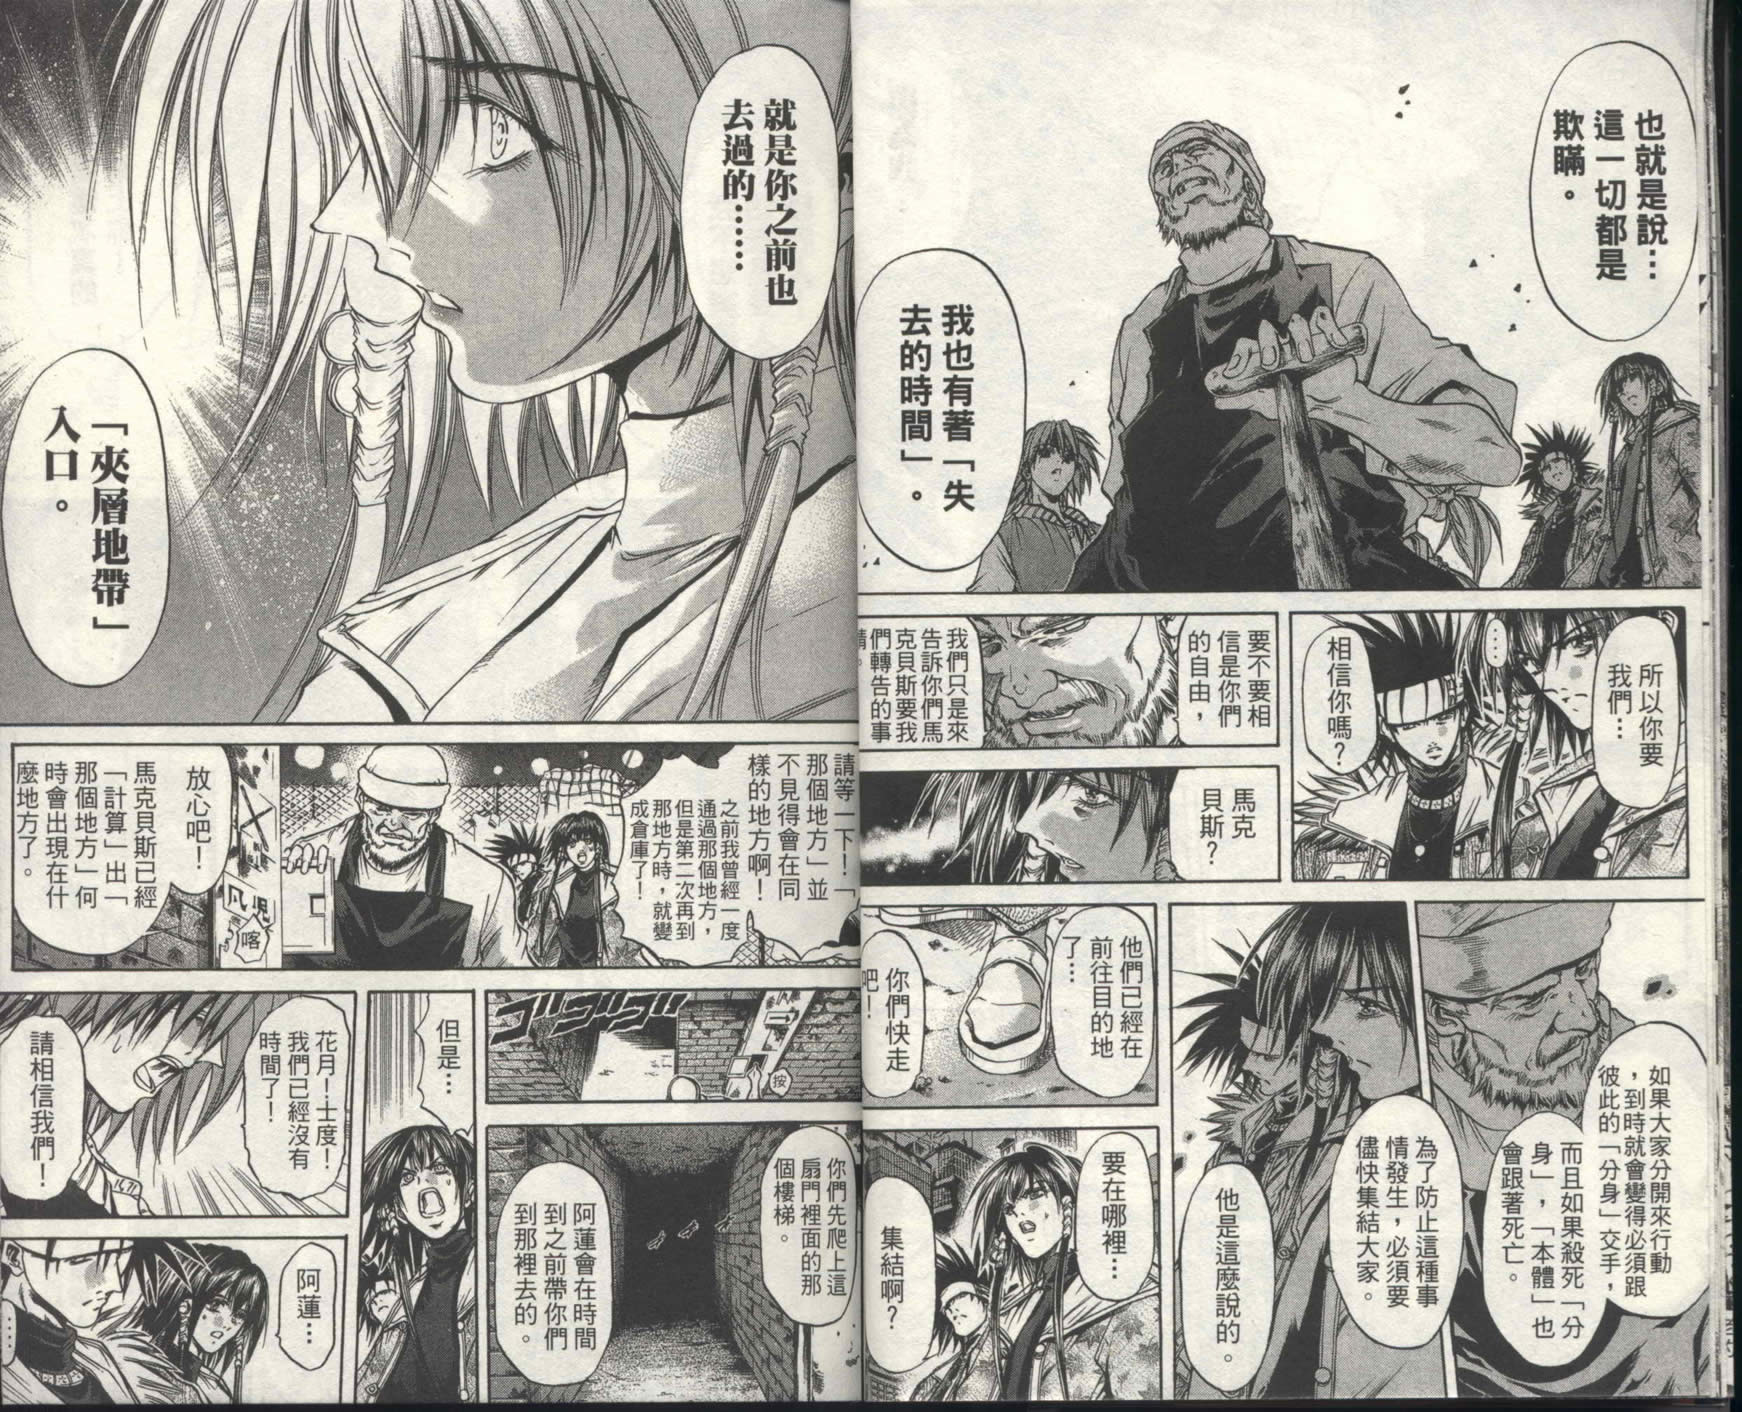 也就是說…
這一切都是
欺瞞。
我也有著「失
去的時間」。
所以你要
我們…
…
相信你嗎？
要不要相
信是你們
的自由，
我們只是來
告訴你們馬
克貝斯要我
們轉告的事
情。
馬克
貝斯？
如果大家分開來行動
，到時就會變得必須跟
彼此的「分身」交手，
而且如果殺死「分
身」，「本體」也
會跟著死亡。
為了防止這種事
情發生，必須要
儘快集結大家。
他是這麼說的。
他們已經在
前往目的地
了…
你們快走
吧！
要在哪裡…
集結啊？
就是你之前也
去過的……
「夾層地帶」
入口。
請等一下！「
那個地方」並
不見得會在同
樣的地方啊！
之前我曾經一度
通過那個地方，
但是第二次再到
那地方時，就變
成倉庫了！
喀
放心吧！
馬克貝斯已經
「計算」出「
那個地方」何
時會出現在什
麼地方了。
按
ゴゴゴゴゴ
你們先爬上這
扇門裡面的那
個樓梯
阿蓮會在時間
到之前帶你們
到那裡去的。
但是…
花月！士度！
我們已經沒有
時間了！
請相信我們！
阿蓮…
……